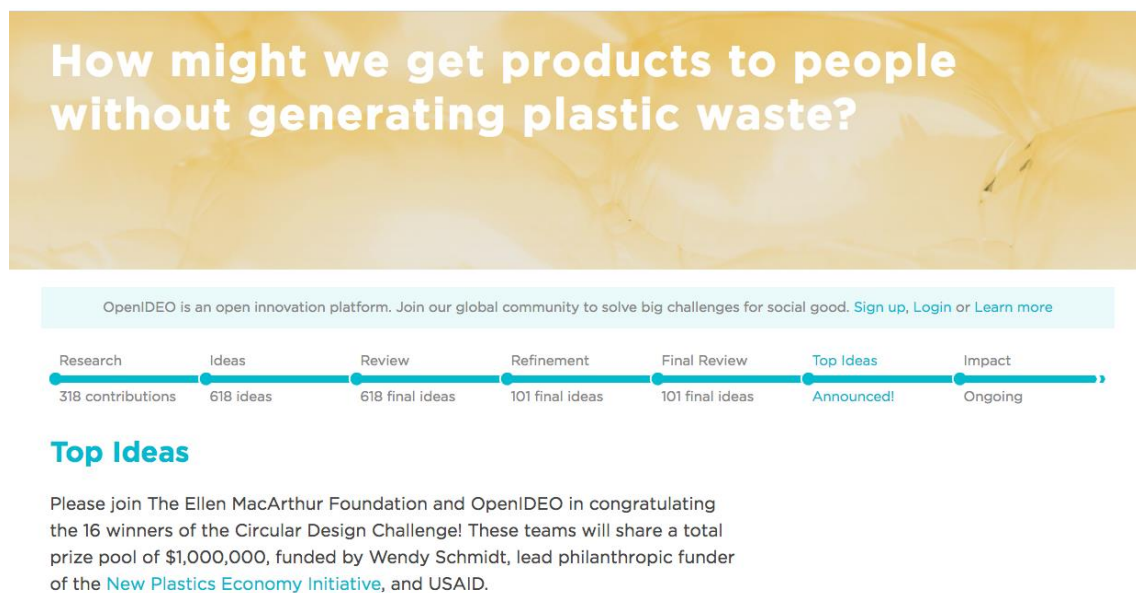 How might we get products to people
without generating plastic waste?
OpenIDEO is an open innovation platform. Join our global community to solve big challenges for social good. Sign up, Login or Learn more
Research Ideas Review Refinement Final Review Top Ideas Impact
318 contributions 618 ideas 618 final ideas 101 final ideas 101 final ideas Announced! Ongoing
Top Ideas
Please join The Ellen MacArthur Foundation and OpenIDEO in congratulating
the 16 winners of the Circular Design Challenge! These teams will share a total
prize pool of $1,000,000, funded by Wendy Schmidt, lead philanthropic funder
of the New Plastics Economy Initiative, and USAID.